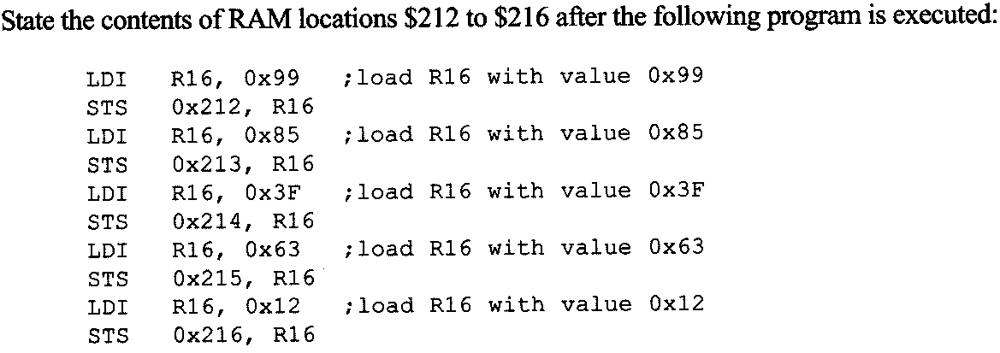 State the contents of RAM locations $212 to $216 after the following program is executed:
LDI R16, 0x99 ;load R16 with value 0x99
STS 0x212, R16
LDI R16, 0x85 ;load R16 with value 0x85
STS 0x213, R16
LDI R16, 0x3F ;load R16 with value 0x3F
STS 0x214, R16
LDI R16, 0x63 ;load R16 with value 0x63
STS 0x215, R16
LDI R16, 0x12 ;load R16 with value 0x12
STS 0x216, R16